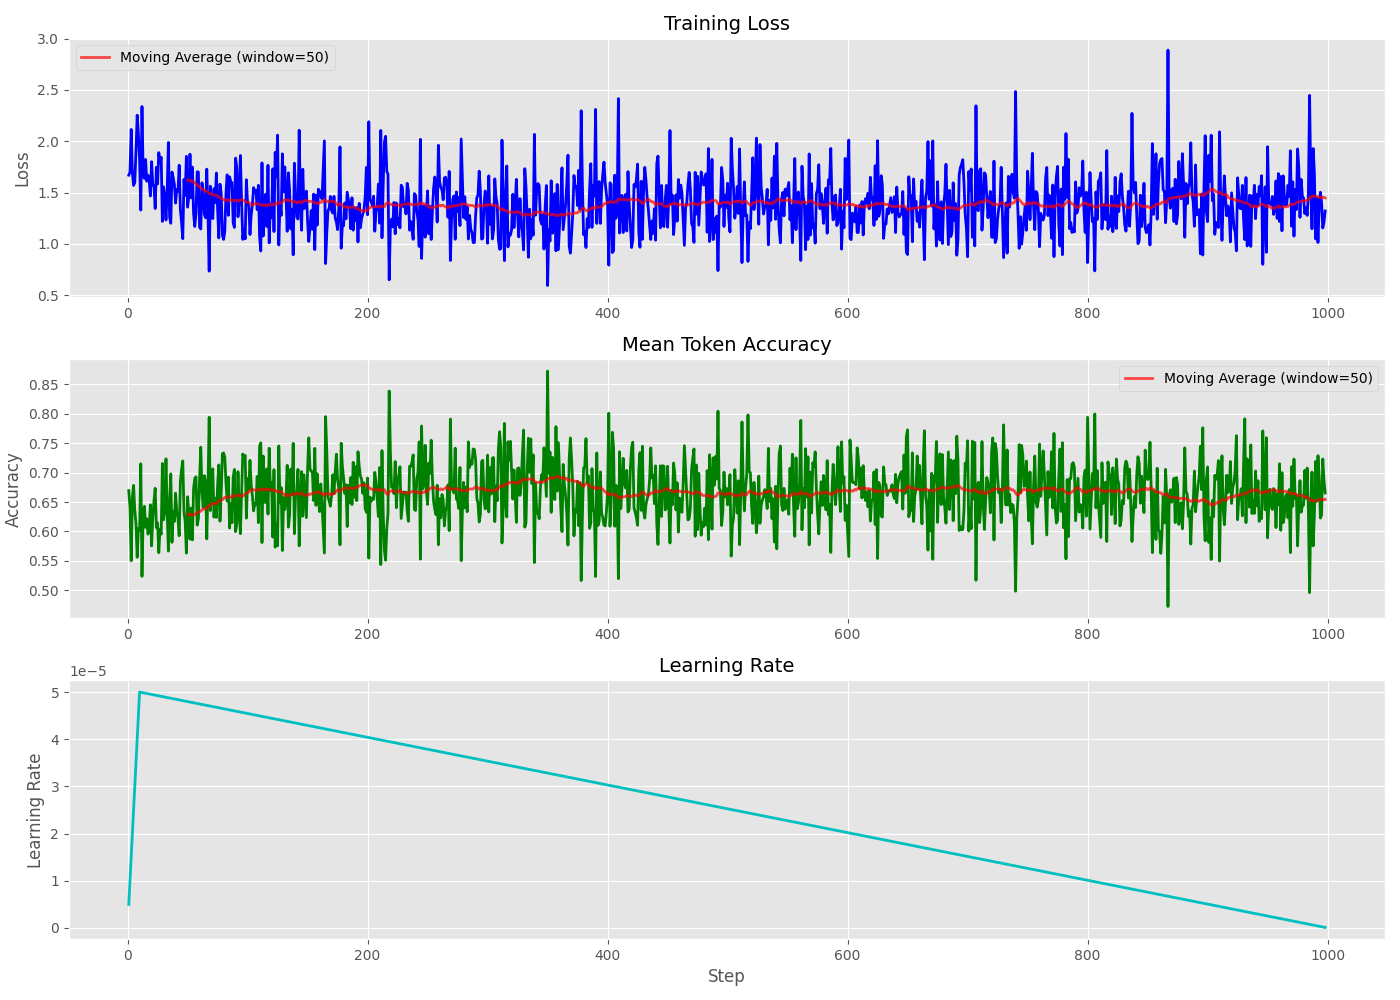 Training Loss
Moving Average (window=50)
Loss
3.0
2.5
2.0
1.5
1.0
0.5
0 200 400 600 800 1000
Mean Token Accuracy
Moving Average (window=50)
Accuracy
0.85
0.80
0.75
0.70
0.65
0.60
0.55
0.50
0 200 400 600 800 1000
Learning Rate
1e−5
Learning Rate
5
4
3
2
1
0
0 200 400 600 800 1000
Step